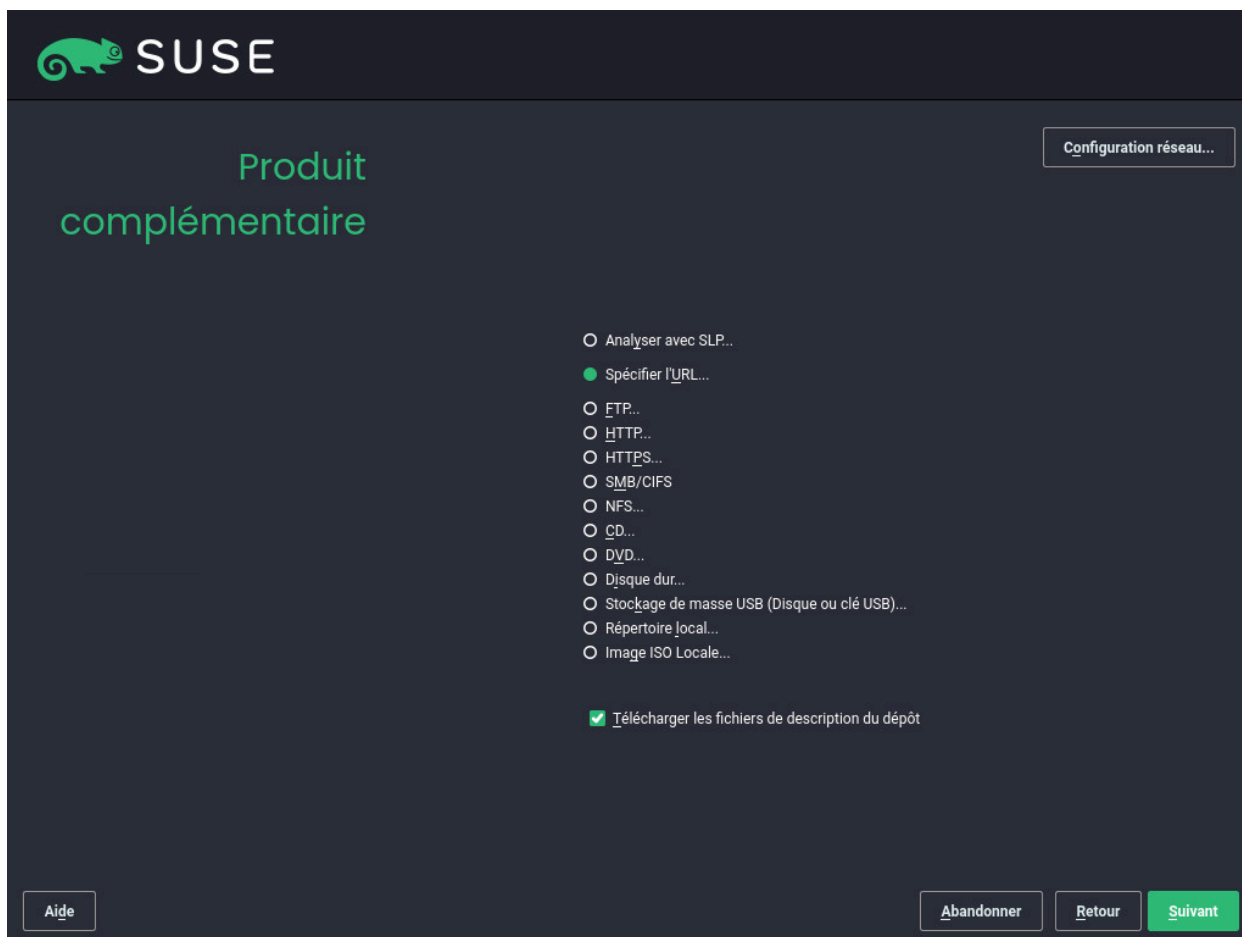 SUSE
Configuration réseau...
Produit
complémentaire
Analyser avec SLP...
Spécifier l'URL...
FTP...
HTTP...
HTTPS...
SMB/CIFS
NFS...
CD...
DVD...
Disque dur...
Stockage de masse USB (Disque ou clé USB)...
Répertoire local...
Image ISO Locale...
Télécharger les fichiers de description du dépôt
Aide
Abandonner
Retour
Suivant